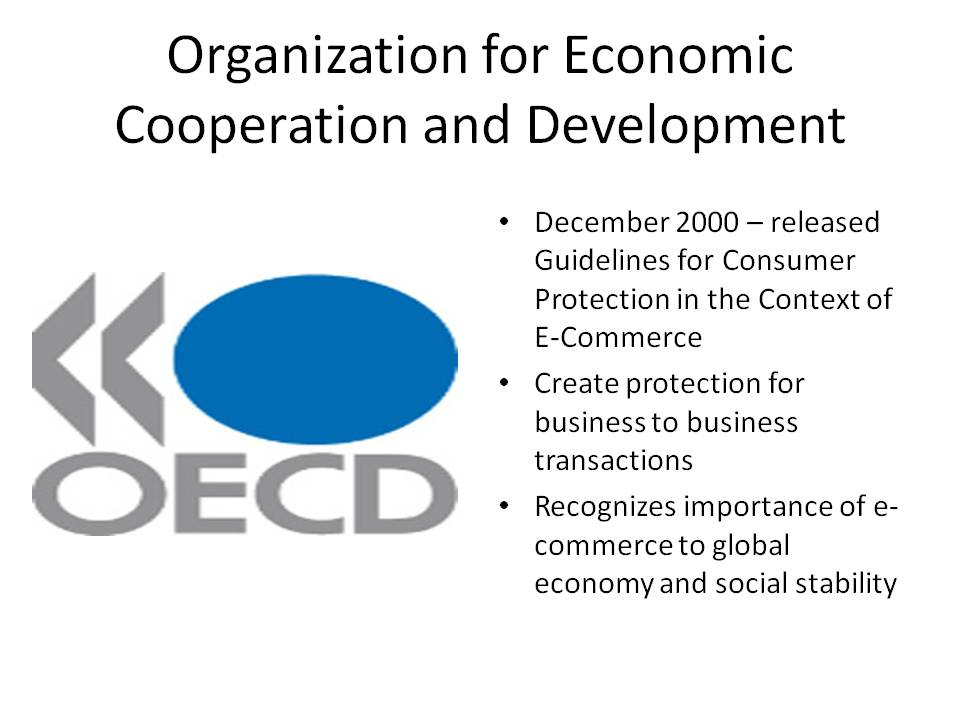 Organization for Economic
Cooperation and Development
OECD
• December 2000 – released
Guidelines for Consumer
Protection in the Context of
E-Commerce
• Create protection for
business to business
transactions
• Recognizes importance of e-
commerce to global
economy and social stability